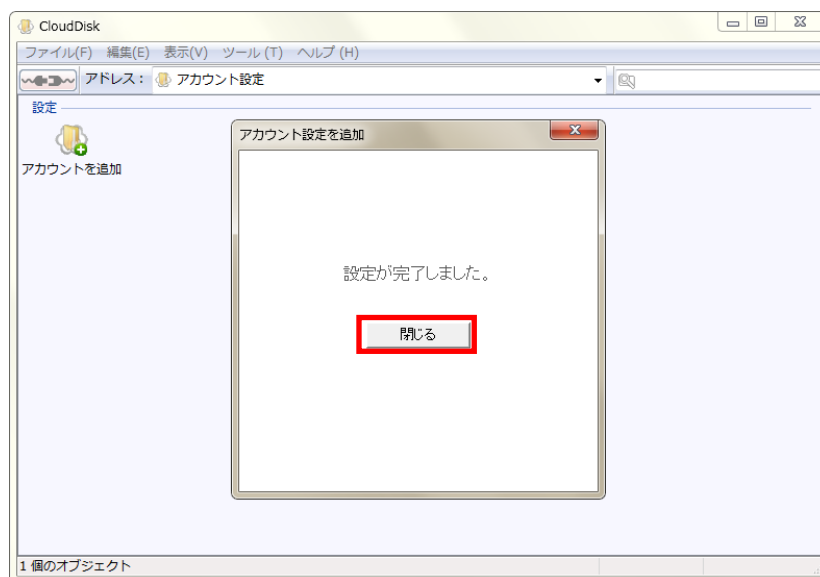 CloudDisk
ファイル(F) 編集(E) 表示(V) ツール (T) ヘルプ (H)
アドレス： アカウント設定
設定
アカウントを追加
アカウント設定を追加
設定が完了しました。
閉じる
1 個のオブジェクト